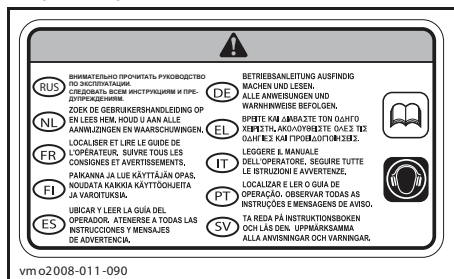 RUS
ВНИМАТЕЛЬНО ПРОЧИТАТЬ РУКОВОДСТВО
ПО ЭКСПЛУАТАЦИИ.
СЛЕДОВАТЬ ВСЕМ ИНСТРУКЦИЯМ И ПРЕ-
ДУПРЕЖДЕНИЯМ.
NL
ZOEK DE GEBRUIKERSHANDLEIDING OP
EN LEES HEM. HOUD U AAN ALLE
AANWIJZINGEN EN WAARSCHUWINGEN.
FR
LOCALISER ET LIRE LE GUIDE DE
L'OPÉRATEUR. SUIVRE TOUS LES
CONSIGNES ET AVERTISSEMENTS.
FI
PAIKANNA JA LUE KÄYTTÄJÄN OPAS.
NOUDATA KAIKKIA KÄYTTÖOHJEITA
JA VAROITUKSIA.
ES
UBICAR Y LEER LA GUÍA DEL
OPERADOR. ATENERSE A TODAS LAS
INSTRUCCIONES Y MENSAJES
DE ADVERTENCIA.
DE
BETRIEBSANLEITUNG AUSFINDIG
MACHEN UND LESEN.
ALLE ANWEISUNGEN UND
WARNHINWEISE BEFOLGEN.
EL
ΒΡΕΙΤΕ ΚΑΙ ΔΙΑΒΑΣΤΕ ΤΟΝ ΟΔΗΓΟ
ΧΕΙΡΙΣΤΗ. ΑΚΟΛΟΥΘΕΙΣΤΕ ΟΛΕΣ ΤΙΣ
ΟΔΗΓΙΕΣ ΚΑΙ ΠΡΟΕΙΔΟΠΟΙΗΣΕΙΣ.
IT
LEGGERE IL MANUALE
DELL'OPERATORE. SEGUIRE TUTTE
LE ISTRUZIONI E AVVERTENZE.
PT
LOCALIZAR E LER O GUIA DE
OPERAÇÃO. OBSERVAR TODAS AS
INSTRUÇÕES E MENSAGENS DE AVISO.
SV
TA REDA PÅ INSTRUKTIONSBOKEN
OCH LÄS DEN. UPPMÄRKSAMMA
ALLA ANVISNINGAR OCH VARNINGAR.
vmo2008-011-090